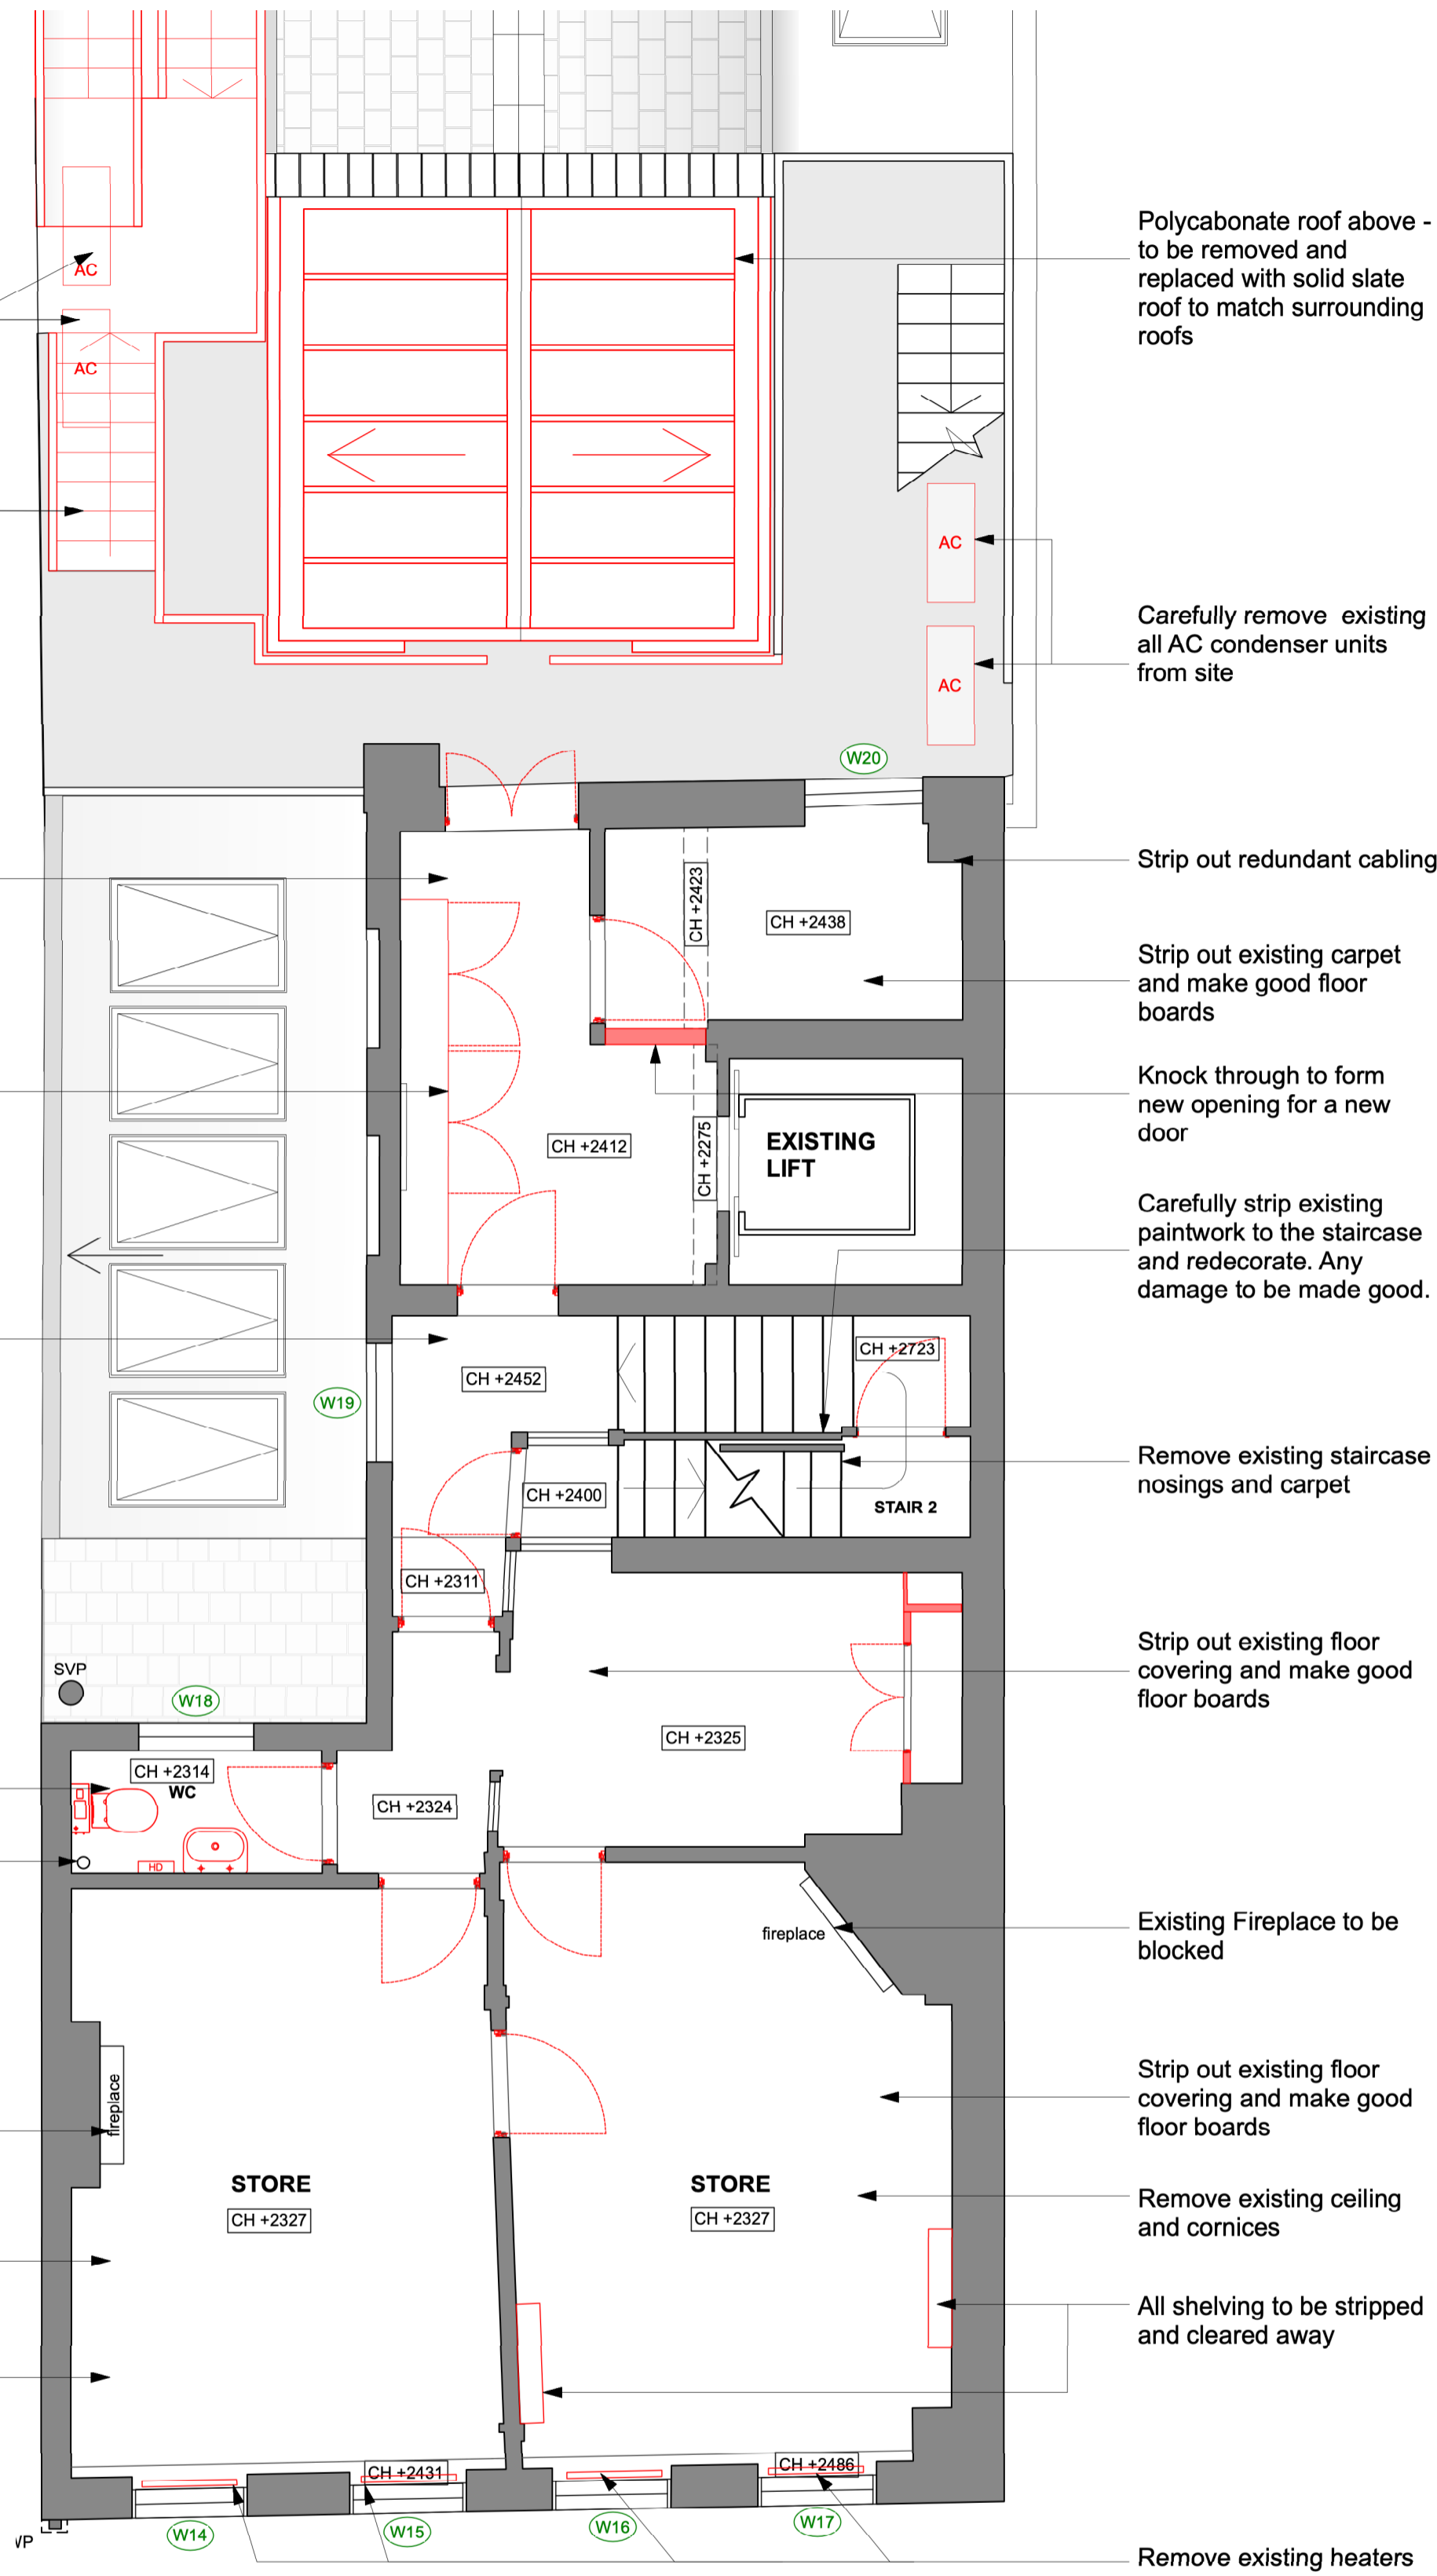 Polycabonate roof above -
to be removed and
replaced with solid slate
roof to match surrounding
roofs
AC
AC
AC
Carefully remove existing
all AC condenser units
from site
AC
W20
Strip out redundant cabling
CH +2423
CH +2438
Strip out existing carpet
and make good floor
boards
Knock through to form
new opening for a new
door
CH +2412
CH +2275
EXISTING
LIFT
Carefully strip existing
paintwork to the staircase
and redecorate. Any
damage to be made good.
CH +2723
CH +2452
W19
Remove existing staircase
nosings and carpet
CH +2400
STAIR 2
CH +2311
Strip out existing floor
covering and make good
floor boards
SVP
W18
CH +2325
CH +2314
WC
CH +2324
HD
fireplace
Existing Fireplace to be
blocked
fireplace
Strip out existing floor
covering and make good
floor boards
STORE
CH +2327
STORE
CH +2327
Remove existing ceiling
and cornices
All shelving to be stripped
and cleared away
CH +2431
CH +2486
W14
W15
W16
W17
VP
Remove existing heaters